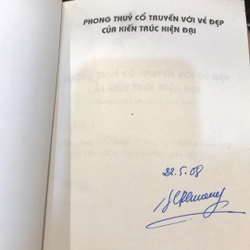 PHONG THUỶ CỔ TRUYỀN VỚI VẺ ĐẸP
CỦA KIẾN TRÚC HIỆN ĐẠI
22.5.08